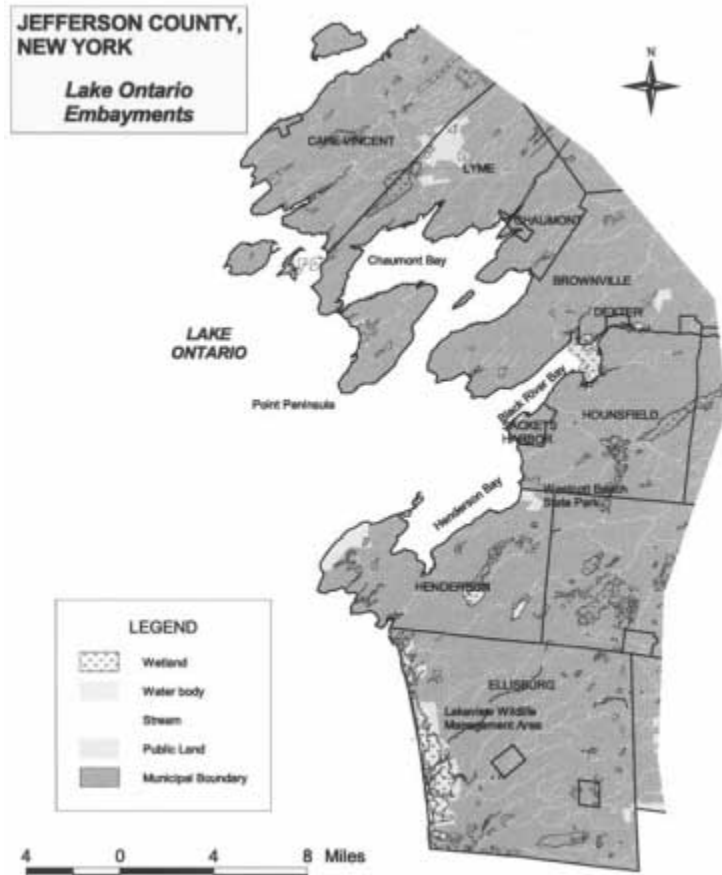 JEFFERSON COUNTY,
NEW YORK
Lake Ontario
Embayments
N
CAPE VINCENT
LYME
CHAUMONT
Chaumont Bay
BROWNVILLE
DEXTER
LAKE
ONTARIO
Point Peninsula
Black River Bay
HOUNSFIELD
SACKETS
HARBOR
Henderson Bay
Westcott Beach
State Park
HENDERSON
LEGEND
Wetland
Water body
Stream
Public Land
Municipal Boundary
ELLISBURG
Lakeview Wildlife
Management Area
4 0 4 8 Miles